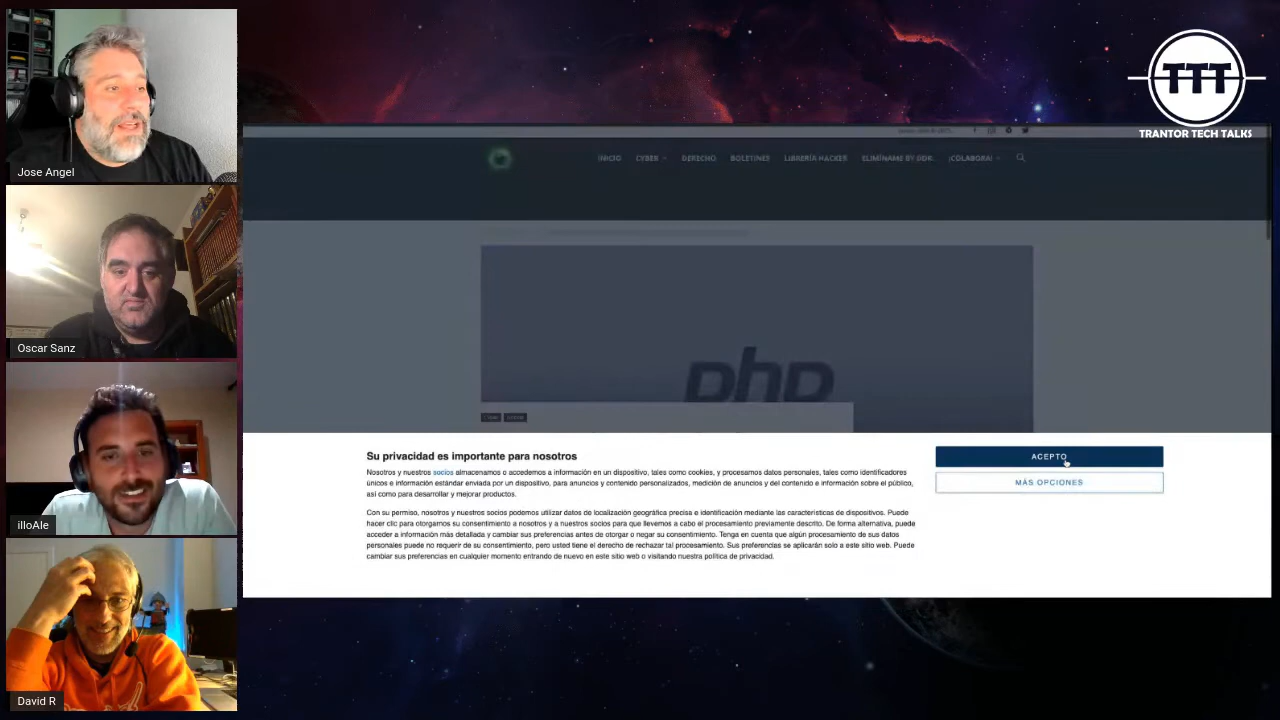 Jose Angel
Oscar Sanz
illoAle
David R
TTT
TRANTOR TECH TALKS
INICIO CYBER DERECHO BOLETINES LIBRERÍA HACKER ELIMÍNAME BY GDK. ¡COLABORA!
php
Su privacidad es importante para nosotros
Nosotros y nuestros socios almacenamos o accedemos a información en un dispositivo, tales como cookies, y procesamos datos personales, tales como identificadores
únicos e información estándar enviada por un dispositivo, para anuncios y contenido personalizados, medición de anuncios y del contenido e información sobre el público,
así como para desarrollar y mejorar productos.
Con su permiso, nosotros y nuestros socios podemos utilizar datos de localización geográfica precisa e identificación mediante las características de dispositivos. Puede
hacer clic para otorgarnos su consentimiento a nosotros y a nuestros socios para que llevemos a cabo el procesamiento previamente descrito. De forma alternativa, puede
acceder a información más detallada y cambiar sus preferencias antes de otorgar o negar su consentimiento. Tenga en cuenta que algún procesamiento de sus datos
personales puede no requerir de su consentimiento, pero usted tiene el derecho de rechazar tal procesamiento. Sus preferencias se aplicarán solo a este sitio web. Puede
cambiar sus preferencias en cualquier momento entrando de nuevo en este sitio web o visitando nuestra política de privacidad.
ACEPTO
MÁS OPCIONES